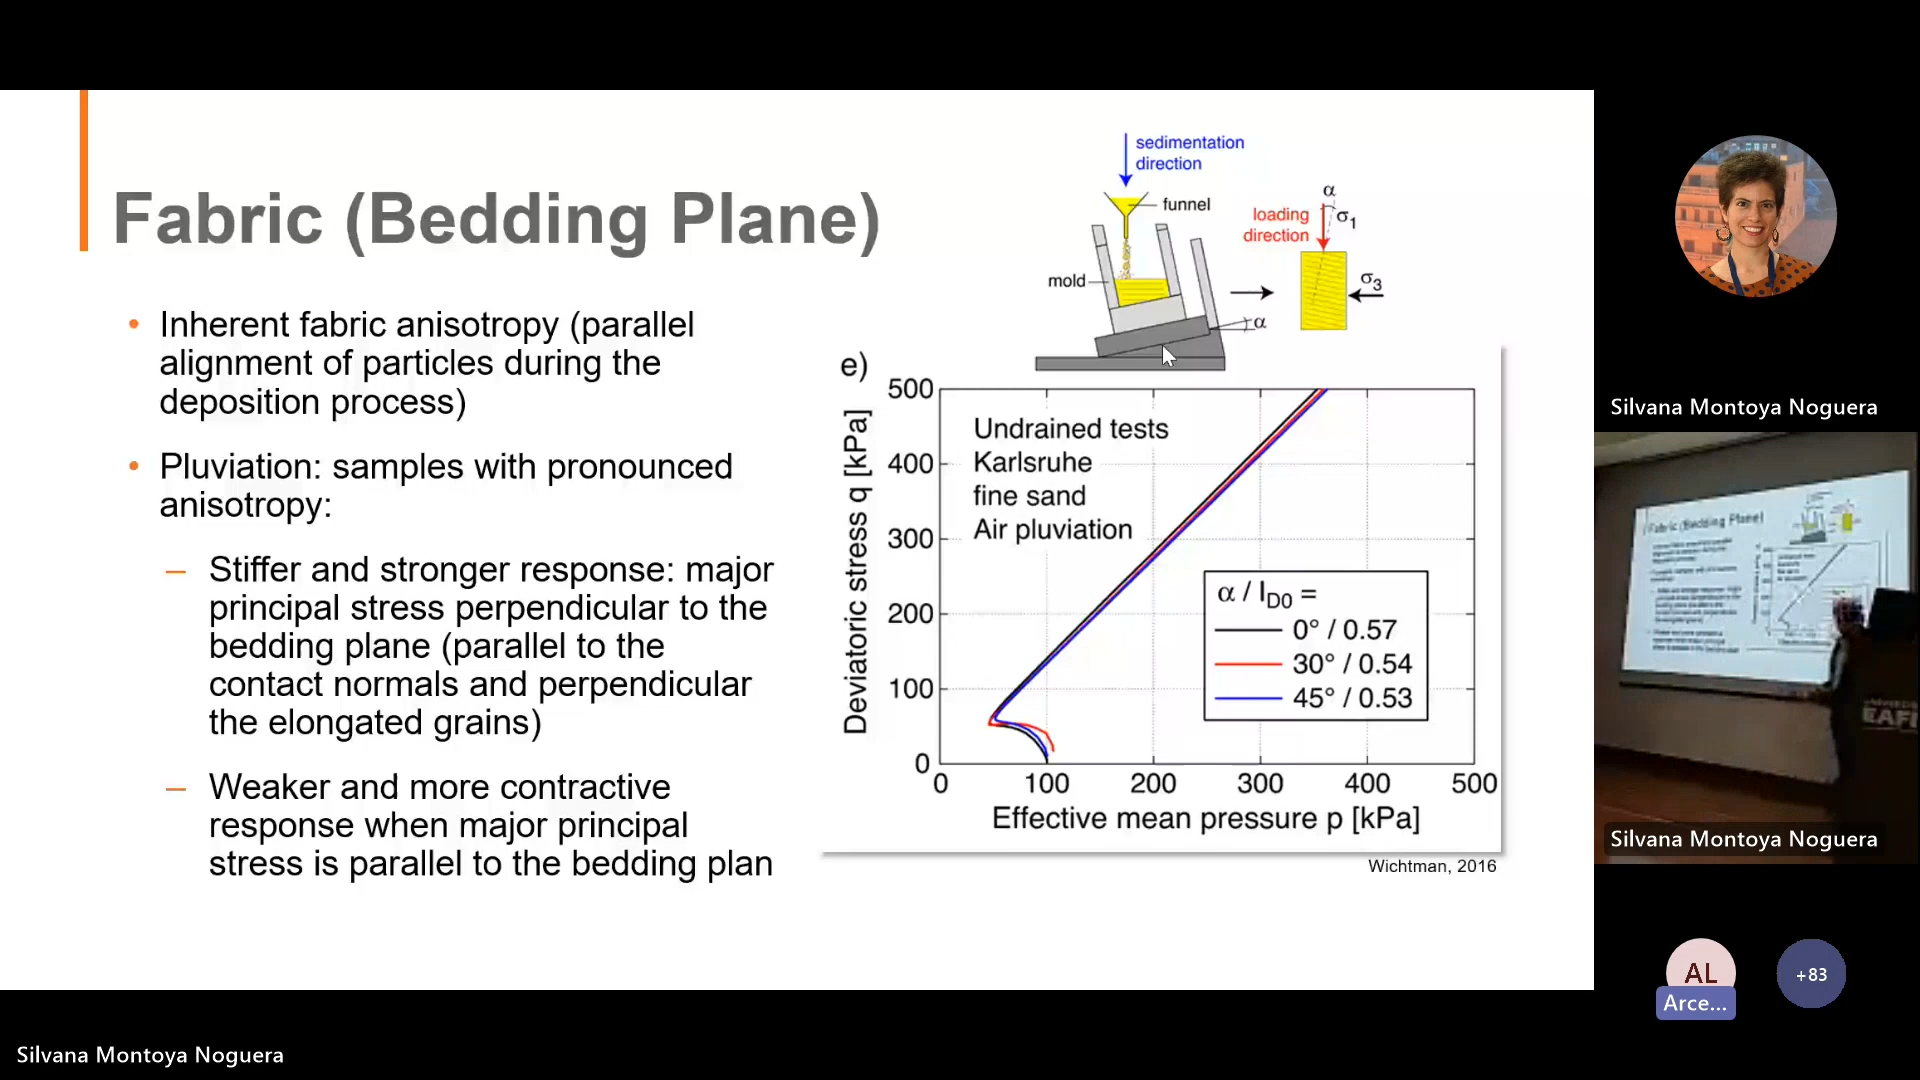 Fabric (Bedding Plane)
• Inherent fabric anisotropy (parallel
alignment of particles during the
deposition process)
• Pluviation: samples with pronounced
anisotropy:
– Stiffer and stronger response: major
principal stress perpendicular to the
bedding plane (parallel to the
contact normals and perpendicular
the elongated grains)
– Weaker and more contractive
response when major principal
stress is parallel to the bedding plan
sedimentation
direction
funnel
mold
α
loading
direction
α
σ1
σ3
e)
Deviatoric stress q [kPa]
500
400
300
200
100
0
Undrained tests
Karlsruhe
fine sand
Air pluviation
α / ID0 =
0° / 0.57
30° / 0.54
45° / 0.53
0 100 200 300 400 500
Effective mean pressure p [kPa]
Wichtman, 2016
Silvana Montoya Noguera
Fabric (Bedding Plane)
EAFI
Silvana Montoya Noguera
AL
Arce...
+83
Silvana Montoya Noguera